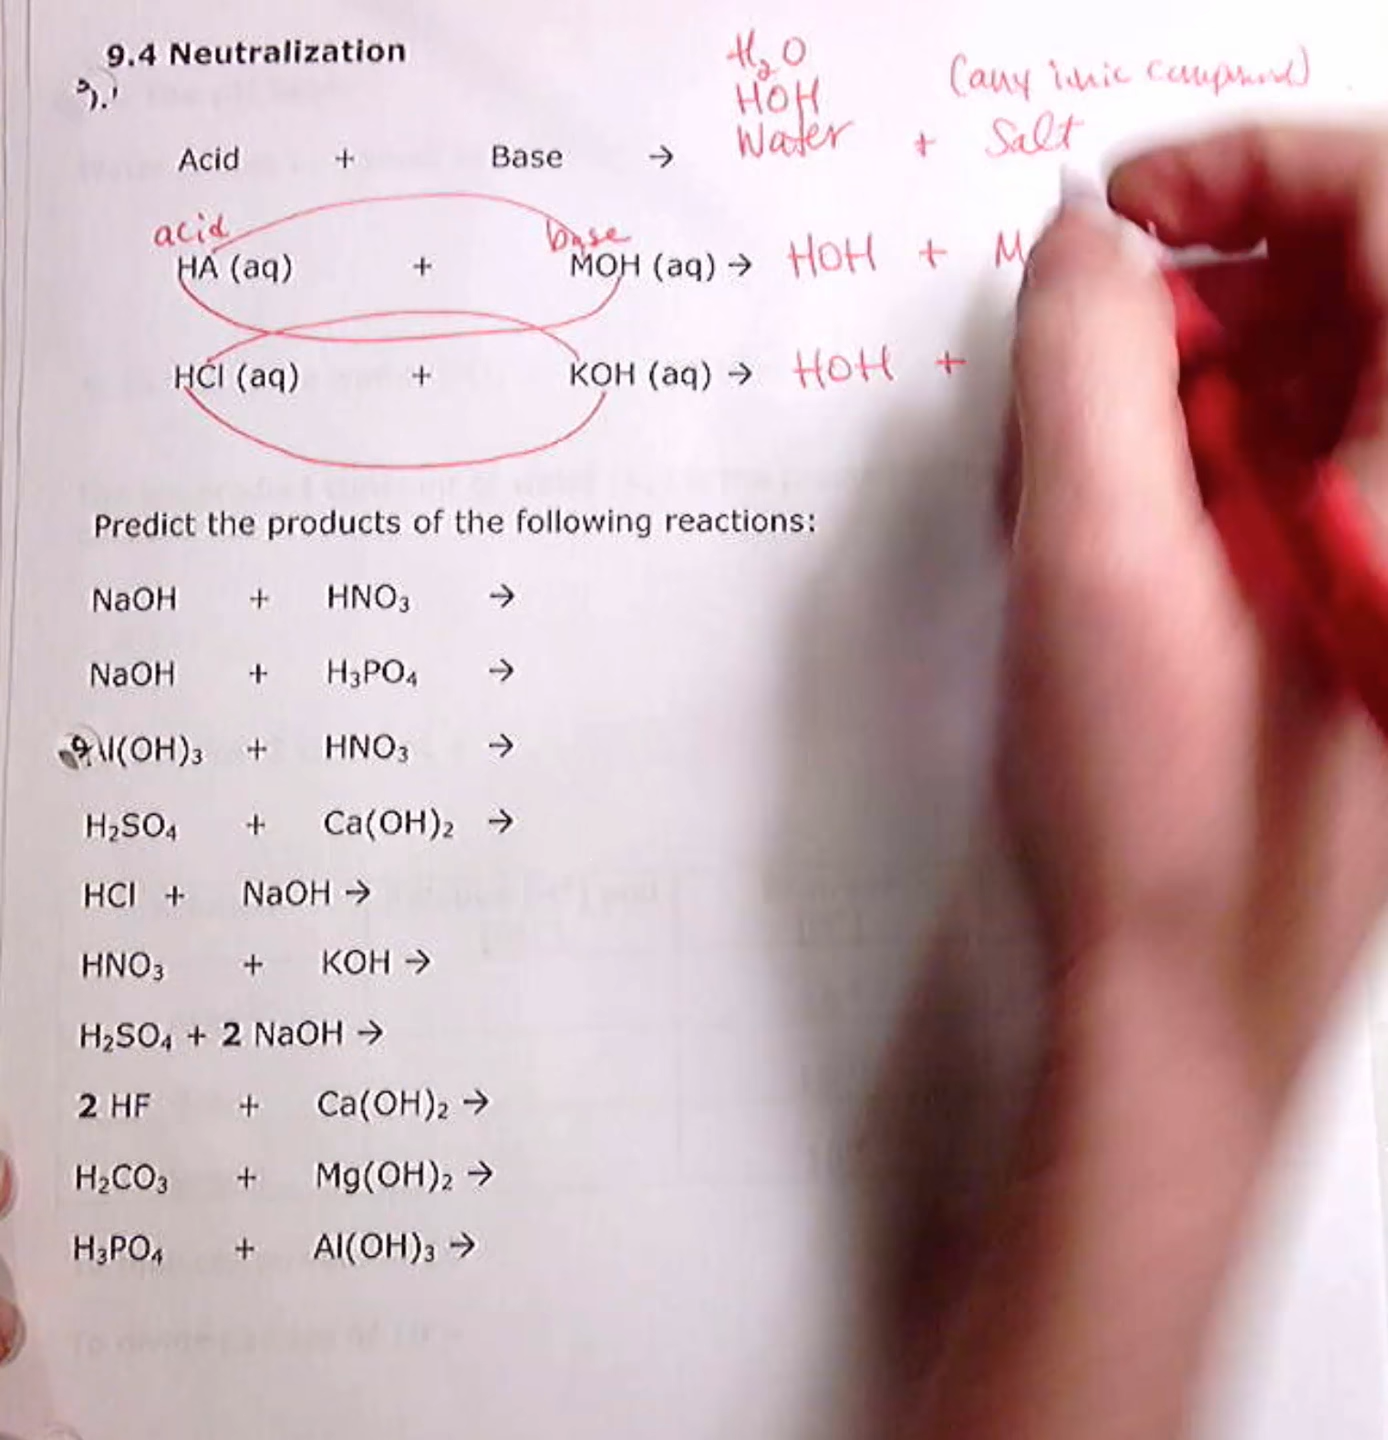 9.4 Neutralization
H₂O
(any ionic compound)
HOH
Acid + Base → Water + Salt
acid base
HA (aq) + MOH (aq) → HOH + M
HCl (aq) + KOH (aq) → HOH +
Predict the products of the following reactions:
NaOH + HNO₃ →
NaOH + H₃PO₄ →
Al(OH)₃ + HNO₃ →
H₂SO₄ + Ca(OH)₂ →
HCl + NaOH →
HNO₃ + KOH →
H₂SO₄ + 2 NaOH →
2 HF + Ca(OH)₂ →
H₂CO₃ + Mg(OH)₂ →
H₃PO₄ + Al(OH)₃ →